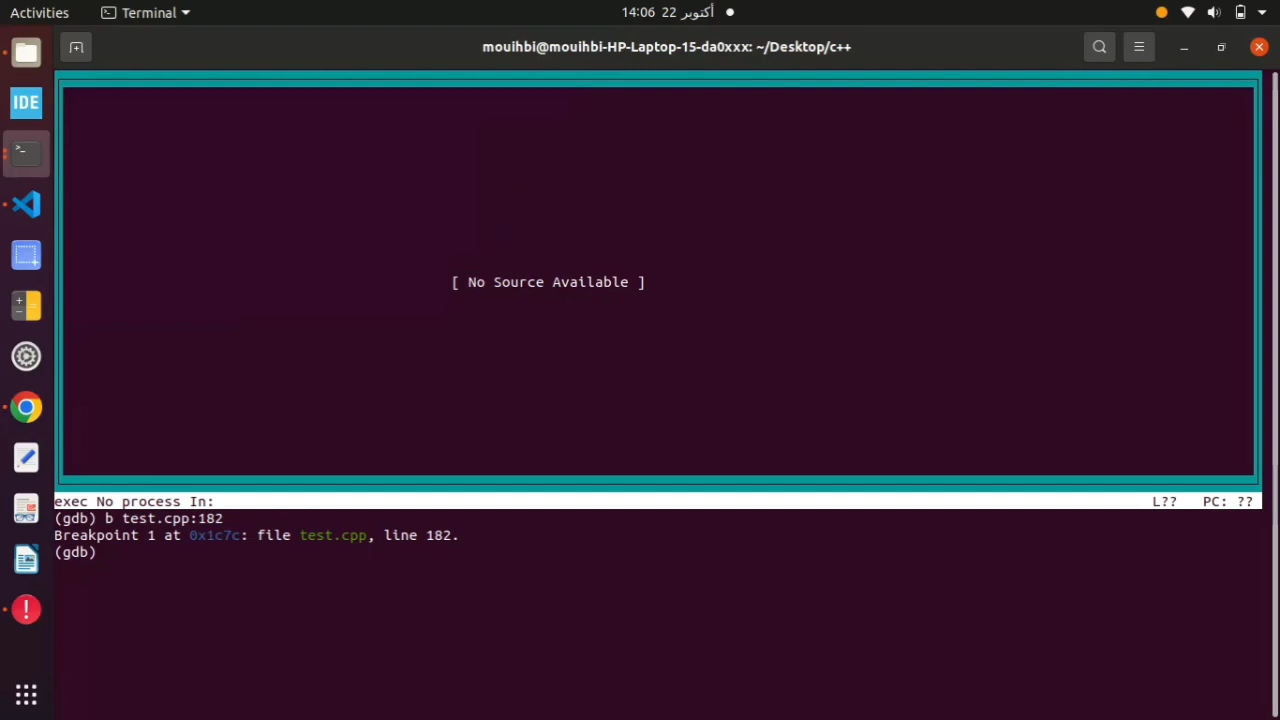 Activities
Terminal
14:06 22 أكتوبر
mouihbi@mouihbi-HP-Laptop-15-da0xxx: ~/Desktop/c++
IDE
[ No Source Available ]
exec No process In: L?? PC: ??
(gdb) b test.cpp:182
Breakpoint 1 at 0x1c7c: file test.cpp, line 182.
(gdb)